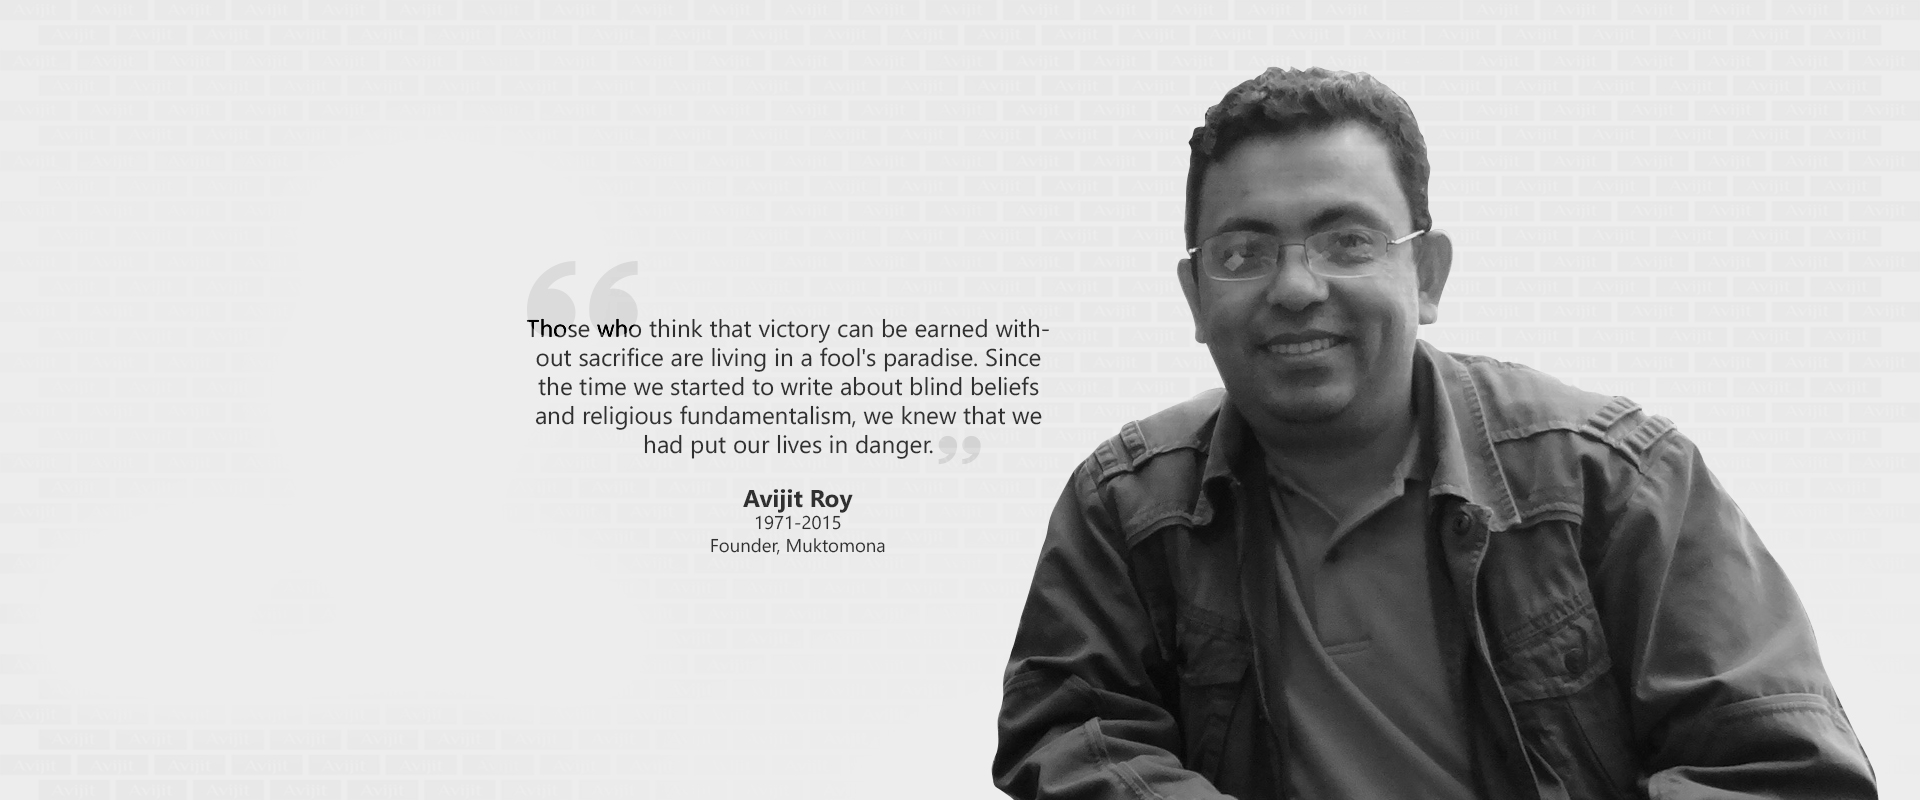 Those who think that victory can be earned with-
out sacrifice are living in a fool's paradise. Since
the time we started to write about blind beliefs
and religious fundamentalism, we knew that we
had put our lives in danger.
Avijit Roy
1971-2015
Founder, Muktomona